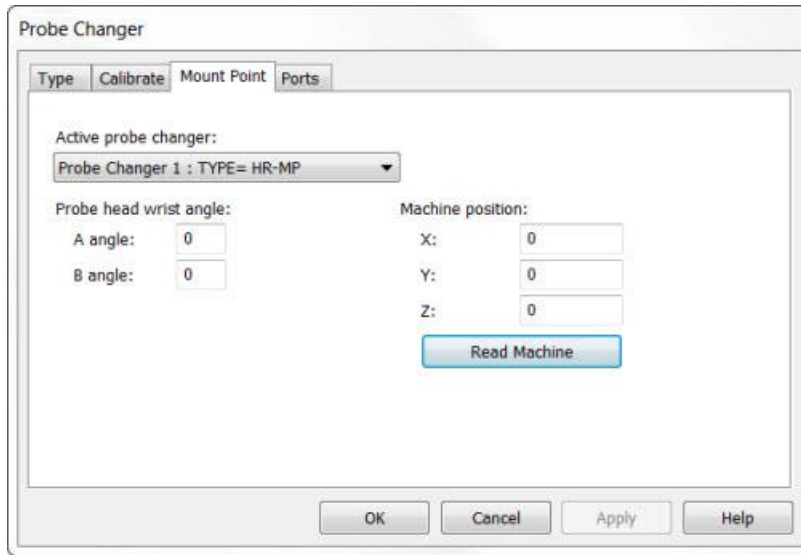 Probe Changer
Type Calibrate Mount Point Ports
Active probe changer:
Probe Changer 1 : TYPE= HR-MP
Probe head wrist angle: Machine position:
A angle: 0 X: 0
B angle: 0 Y: 0
Z: 0
Read Machine
OK Cancel Apply Help